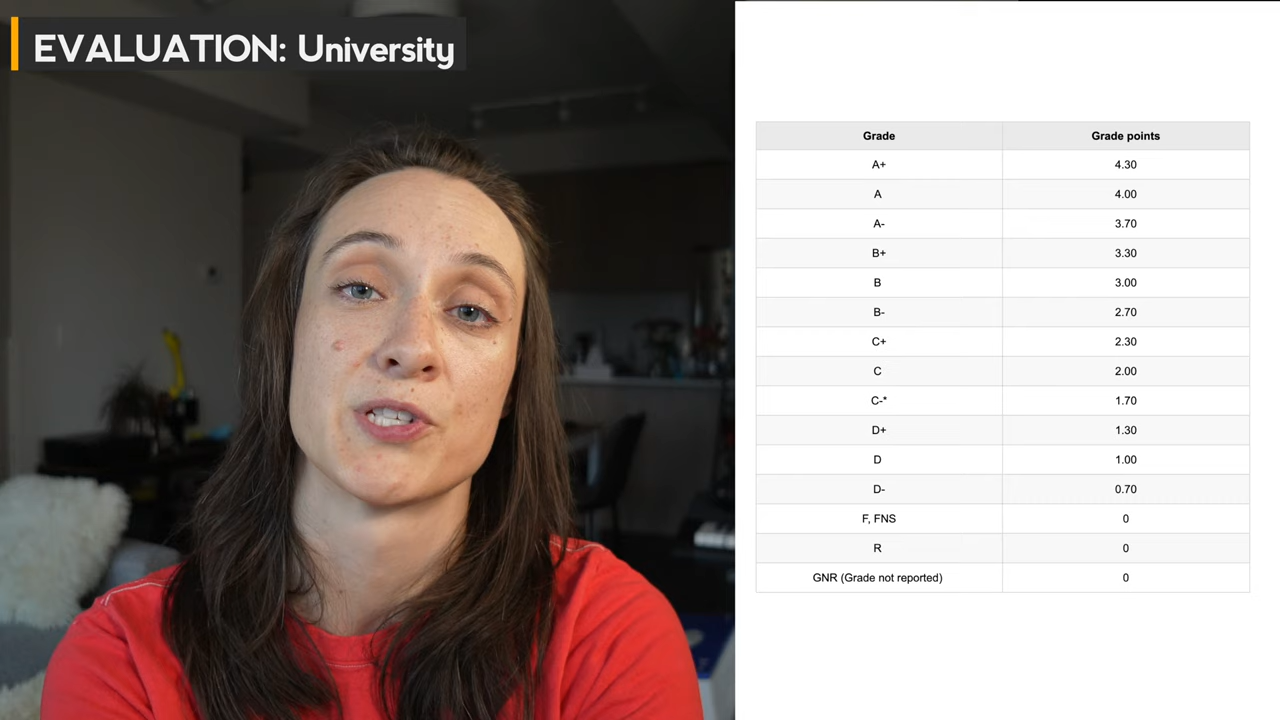 EVALUATION: University
Grade Grade points
A+ 4.30
A 4.00
A- 3.70
B+ 3.30
B 3.00
B- 2.70
C+ 2.30
C 2.00
C-* 1.70
D+ 1.30
D 1.00
D- 0.70
F, FNS 0
R 0
GNR (Grade not reported) 0